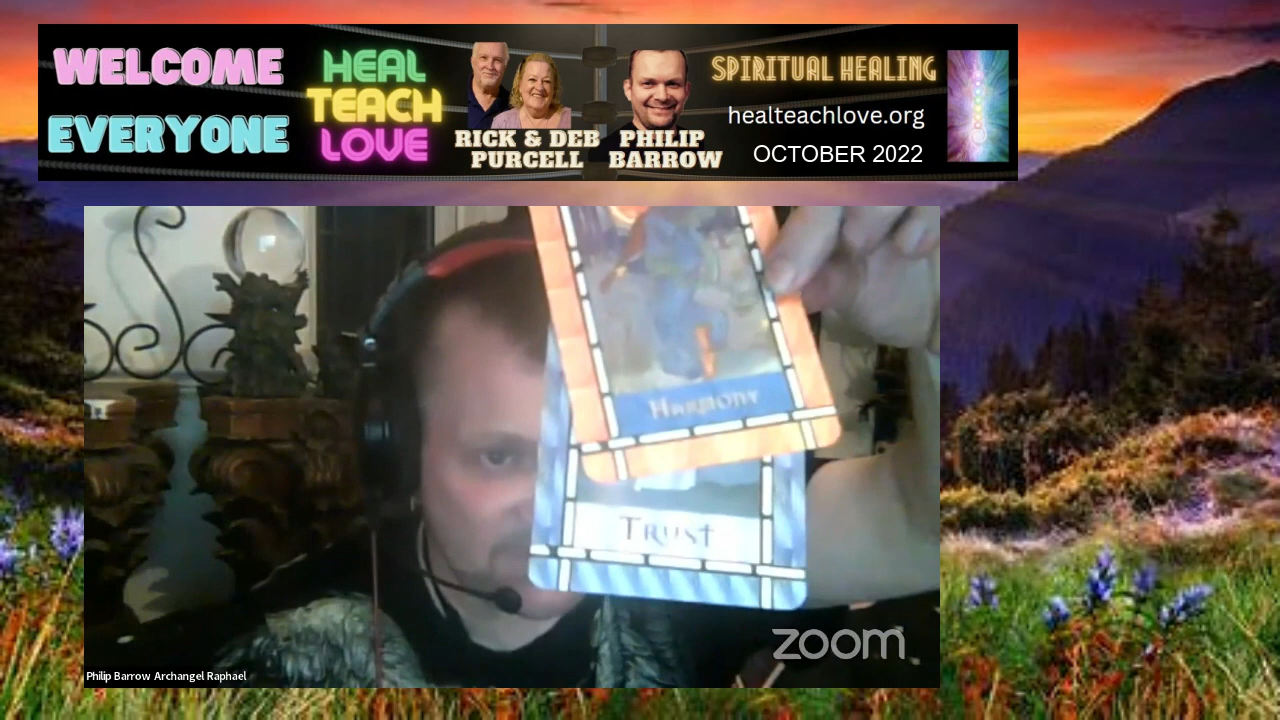 WELCOME
EVERYONE
HEAL
TEACH
LOVE
RICK & DEB
PURCELL
PHILIP
BARROW
SPIRITUAL HEALING
healteachlove.org
OCTOBER 2022
HARMONY
TRUST
zoom
Philip Barrow Archangel Raphael